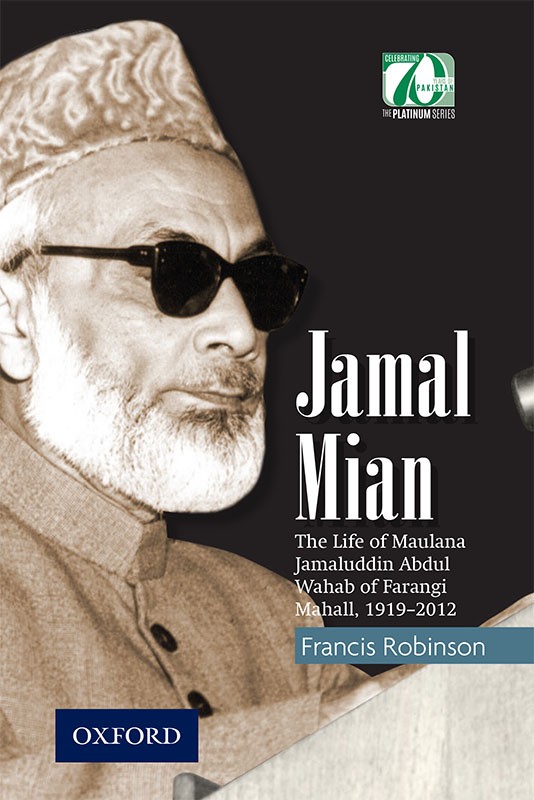 CELEBRATING
70
YEARS OF
PAKISTAN
THE PLATINUM SERIES
Jamal
Mian
The Life of Maulana
Jamaluddin Abdul
Wahab of Farangi
Mahall, 1919–2012
Francis Robinson
OXFORD